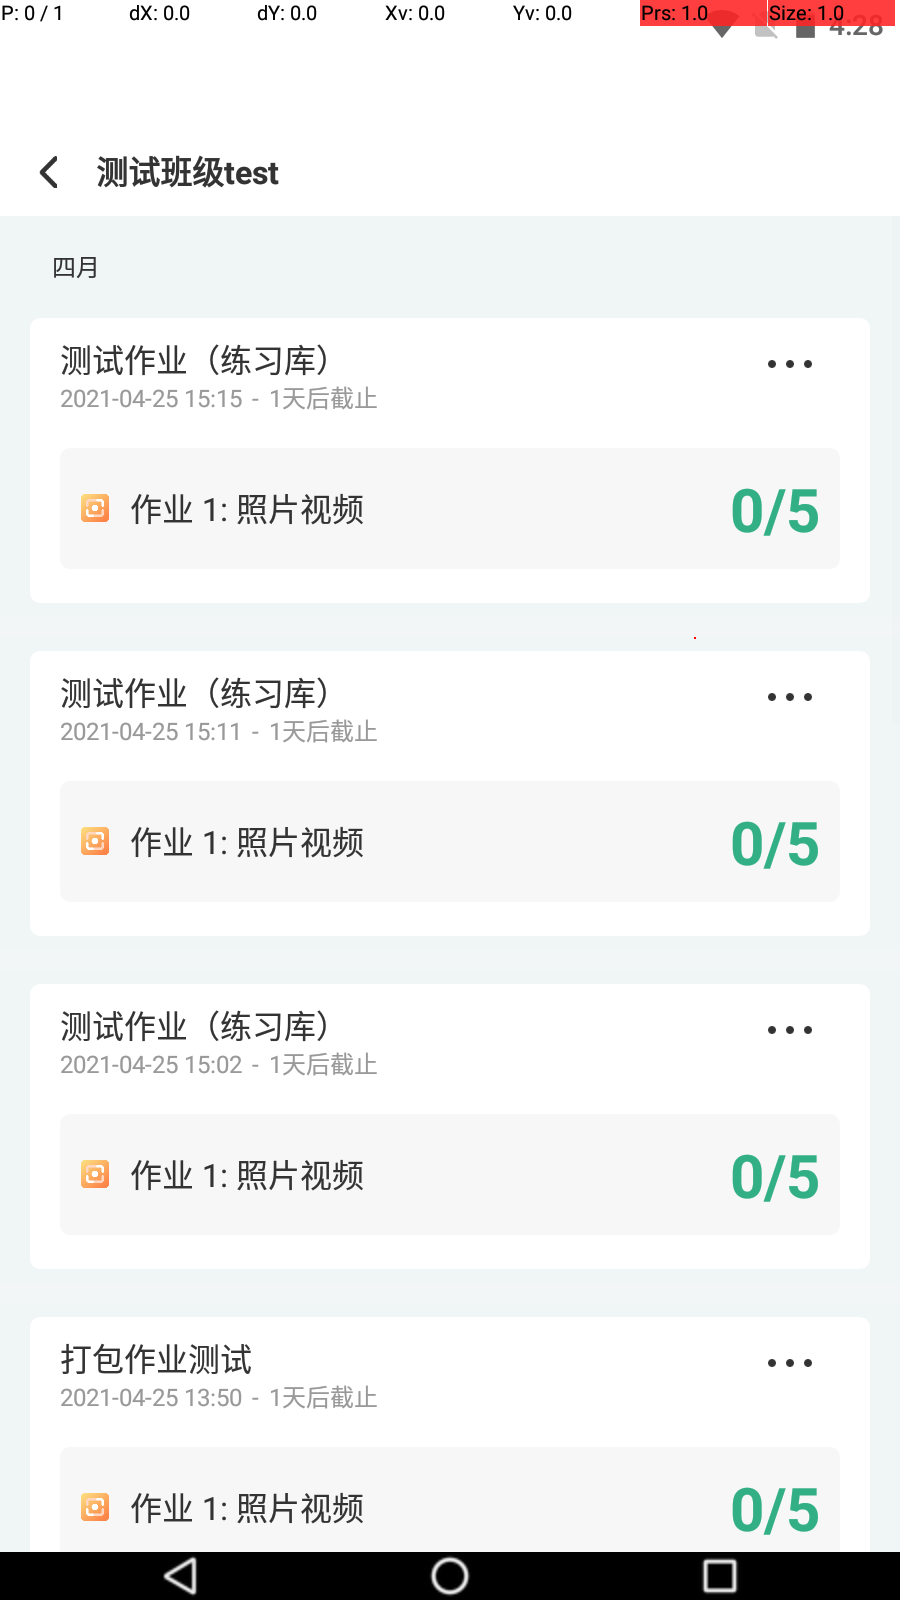 P: 0 / 1 dX: 0.0 dY: 0.0 Xv: 0.0 Yv: 0.0 Prs: 1.0 Size: 1.0
4:28
测试班级test
四月
测试作业（练习库）
2021-04-25 15:15 - 1天后截止
作业 1: 照片视频 0/5
测试作业（练习库）
2021-04-25 15:11 - 1天后截止
作业 1: 照片视频 0/5
测试作业（练习库）
2021-04-25 15:02 - 1天后截止
作业 1: 照片视频 0/5
打包作业测试
2021-04-25 13:50 - 1天后截止
作业 1: 照片视频 0/5